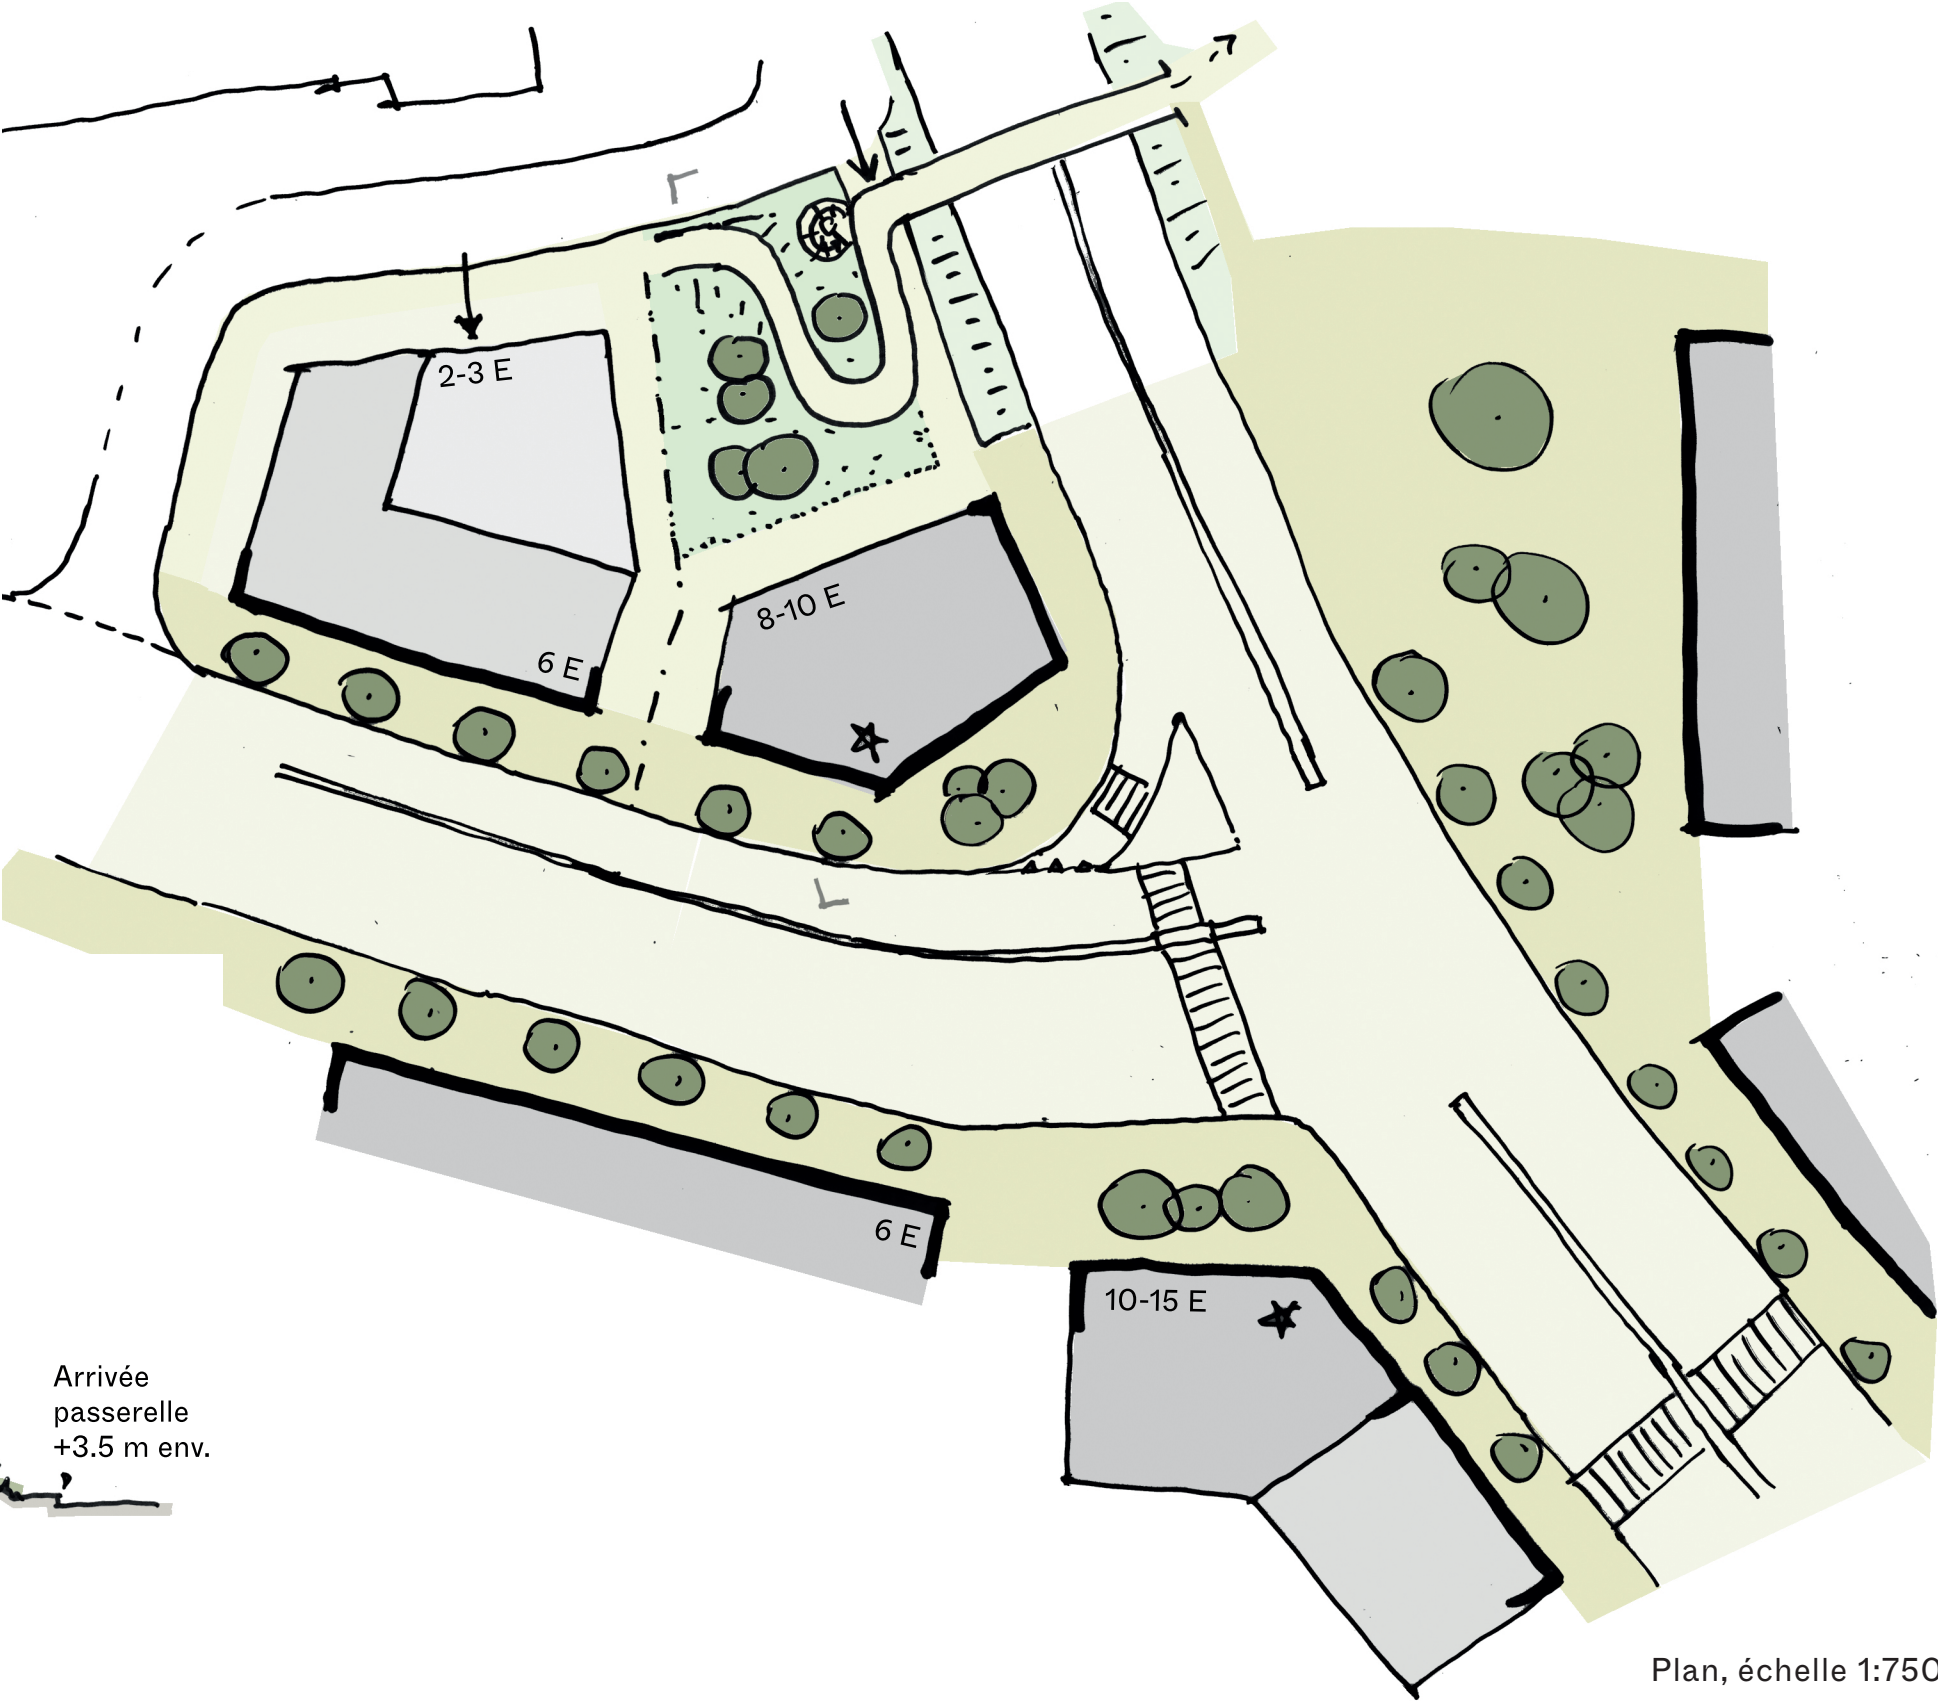 2-3 E
8-10 E
6 E
6 E
10-15 E
Arrivée
passerelle
+3.5 m env.
Plan, échelle 1:750